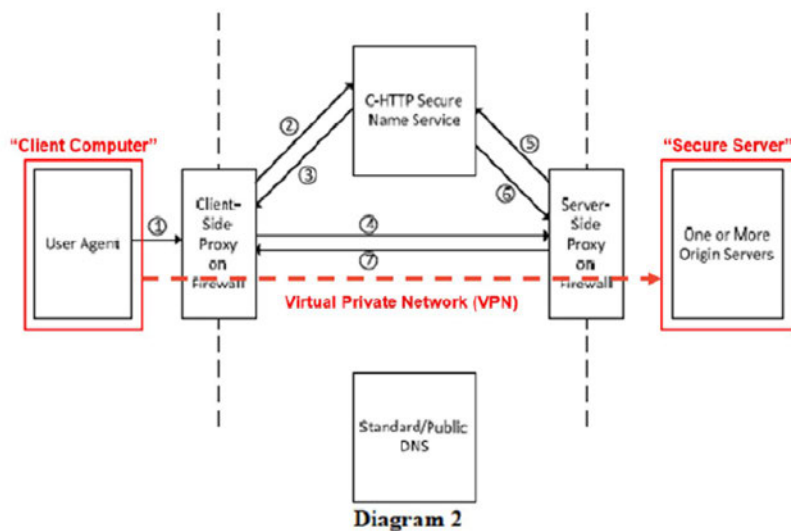 C-HTTP Secure
Name Service
②
③
⑤
⑥
"Client Computer"
"Secure Server"
User Agent
①
Client-
Side
Proxy
on
Firewall
④
⑦
Server-
Side
Proxy
on
Firewall
One or More
Origin Servers
Virtual Private Network (VPN)
Standard/Public
DNS
Diagram 2